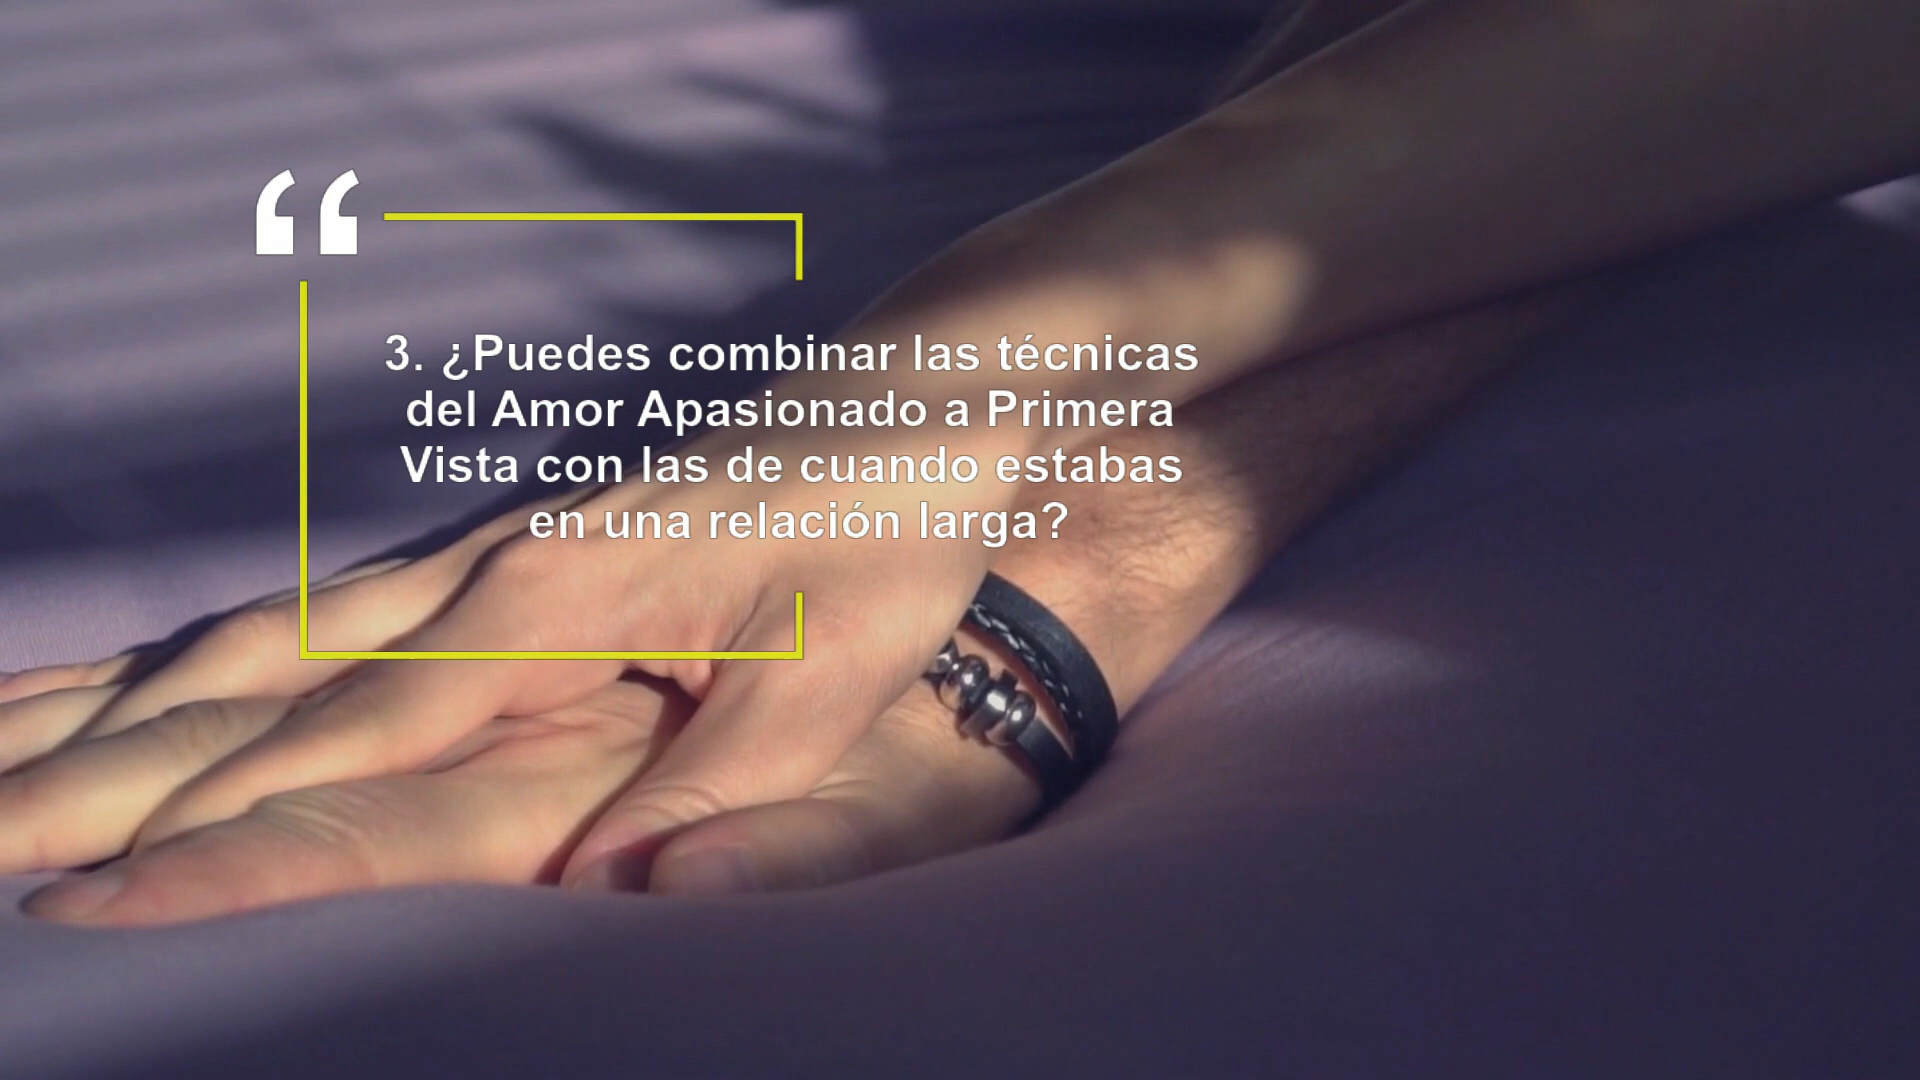 3. ¿Puedes combinar las técnicas
del Amor Apasionado a Primera
Vista con las de cuando estabas
en una relación larga?